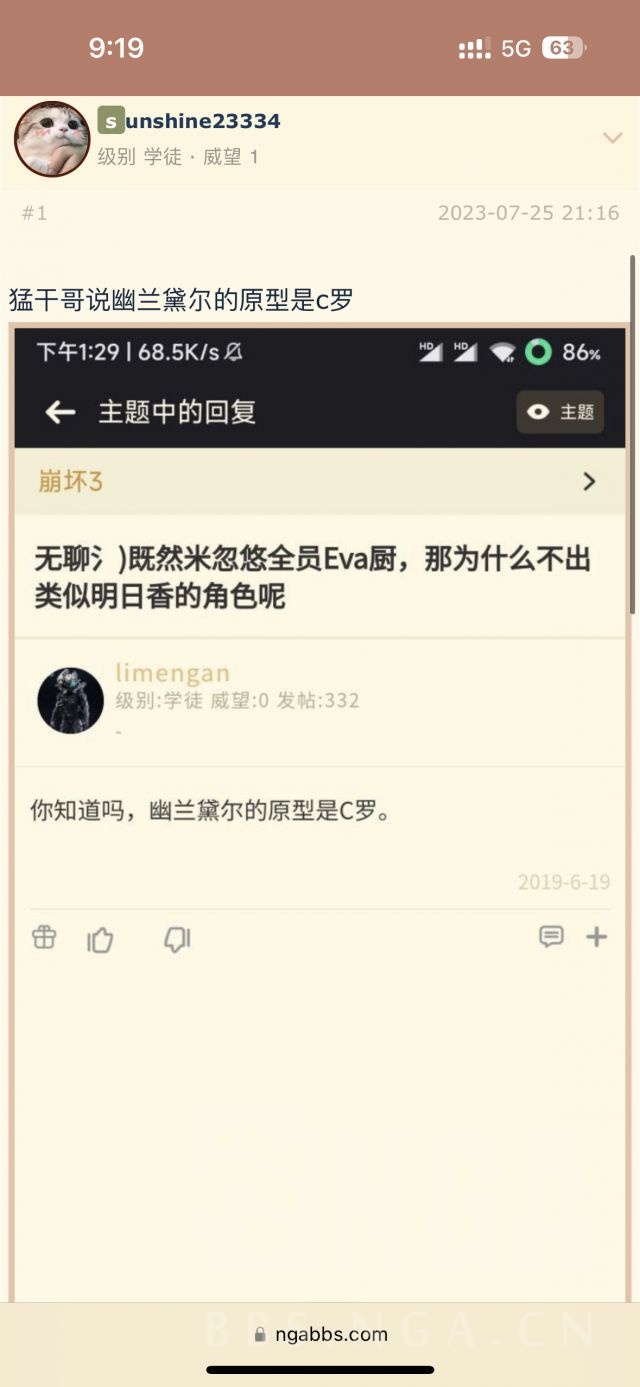 9:19 5G 63
sunshine23334
级别 学徒 · 威望 1
#1 2023-07-25 21:16
猛干哥说幽兰黛尔的原型是c罗
下午1:29 | 68.5K/s HD HD 86%
主题中的回复 主题
崩坏3
无聊氵)既然米忽悠全员Eva厨，那为什么不出
类似明日香的角色呢
limengan
级别:学徒 威望:0 发帖:332
-
你知道吗，幽兰黛尔的原型是C罗。
2019-6-19
NGA
BBS.NGA.CN
ngabbs.com